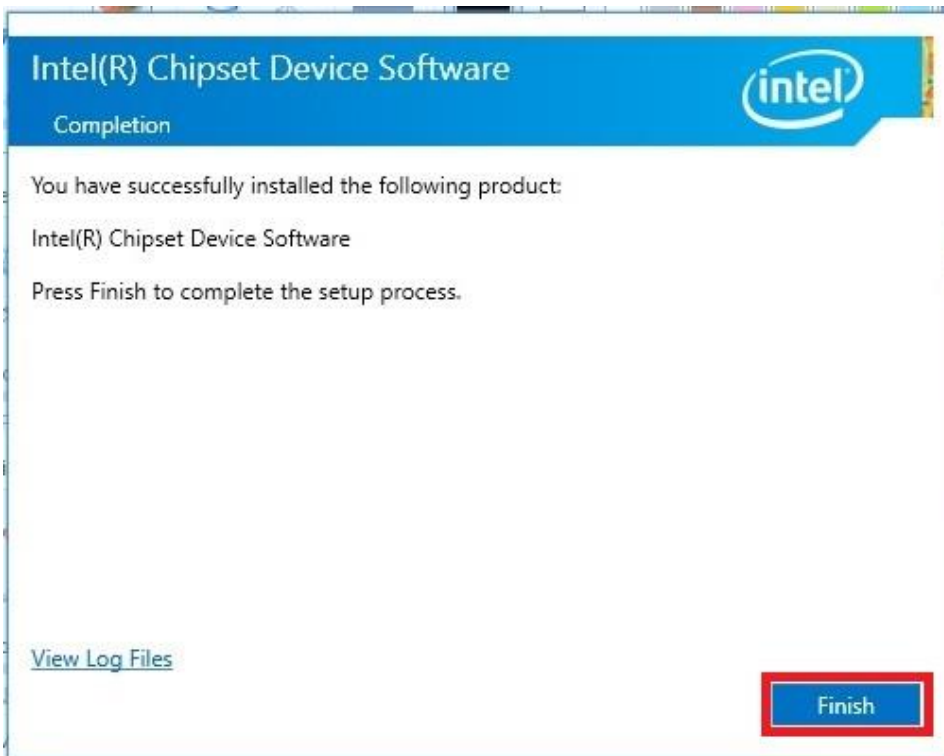 Intel(R) Chipset Device Software
intel
Completion
You have successfully installed the following product:
Intel(R) Chipset Device Software
Press Finish to complete the setup process.
View Log Files
Finish